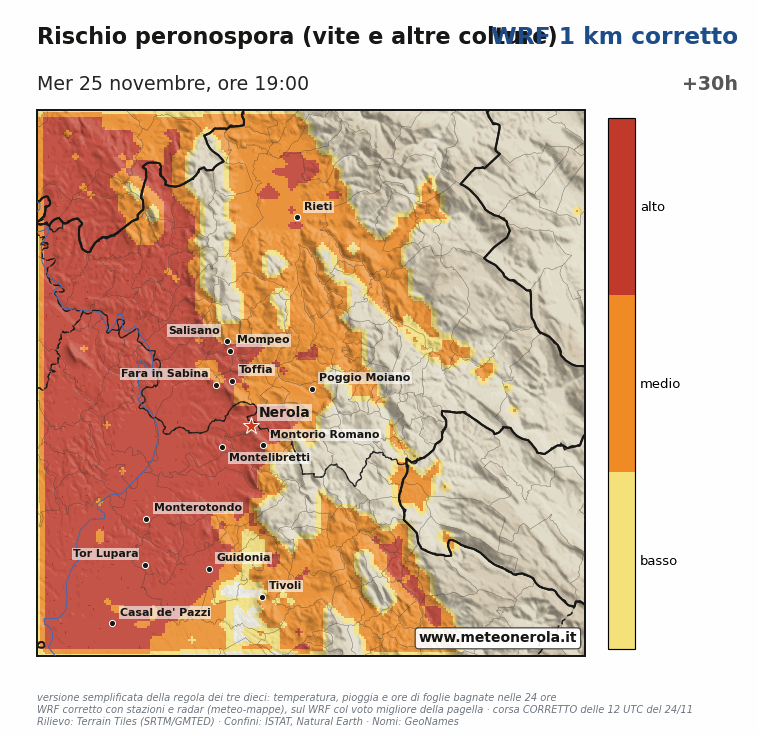 Rischio peronospora (vite e altre colture)
WRF 1 km corretto
Mer 25 novembre, ore 19:00
+30h
alto
Rieti
Salisano
Mompeo
Toffia
Fara in Sabina
Poggio Moiano
medio
Nerola
Montorio Romano
Montelibretti
Monterotondo
Tor Lupara
Guidonia
basso
Tivoli
Casal de' Pazzi
www.meteonerola.it
versione semplificata della regola dei tre dieci: temperatura, pioggia e ore di foglie bagnate nelle 24 ore
WRF corretto con stazioni e radar (meteo-mappe), sul WRF col voto migliore della pagella · corsa CORRETTO delle 12 UTC del 24/11
Rilievo: Terrain Tiles (SRTM/GMTED) · Confini: ISTAT, Natural Earth · Nomi: GeoNames